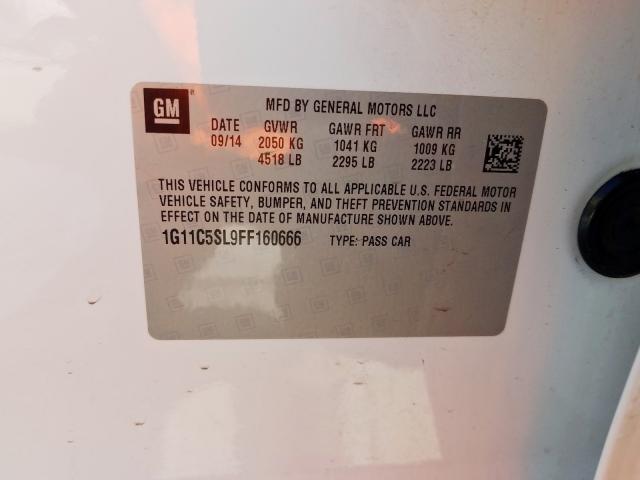 GM
MFD BY GENERAL MOTORS LLC
DATE GVWR GAWR FRT GAWR RR
09/14 2050 KG 1041 KG 1009 KG
4518 LB 2295 LB 2223 LB
THIS VEHICLE CONFORMS TO ALL APPLICABLE U.S. FEDERAL MOTOR
VEHICLE SAFETY, BUMPER, AND THEFT PREVENTION STANDARDS IN
EFFECT ON THE DATE OF MANUFACTURE SHOWN ABOVE.
1G11C5SL9FF160666 TYPE: PASS CAR